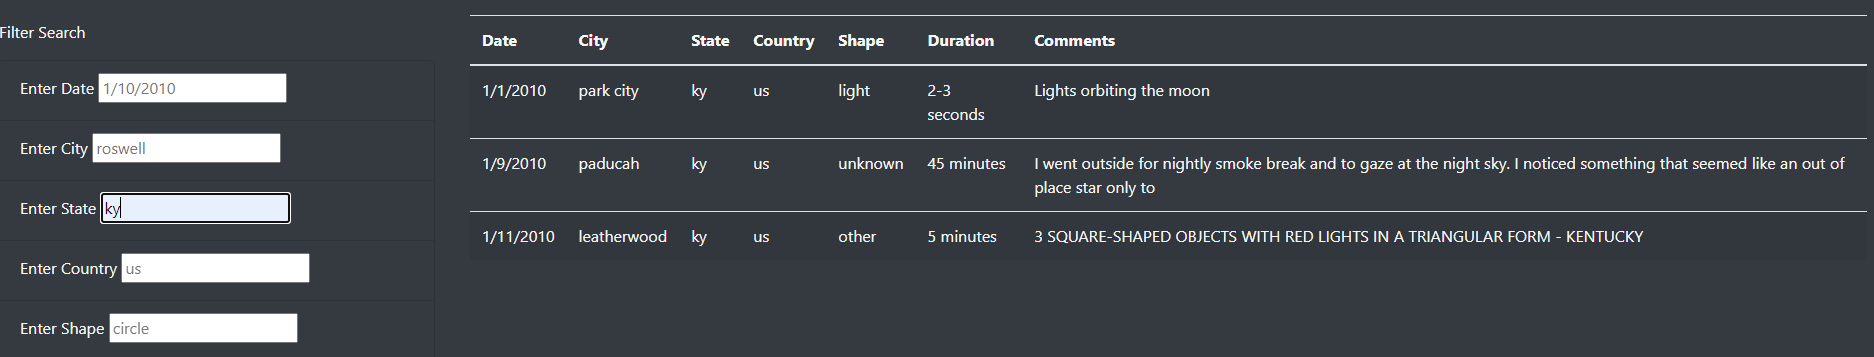 Filter Search
Enter Date 1/10/2010
Enter City roswell
Enter State ky
Enter Country us
Enter Shape circle
Date City State Country Shape Duration Comments
1/1/2010 park city ky us light 2-3 Lights orbiting the moon
seconds
1/9/2010 paducah ky us unknown 45 minutes I went outside for nightly smoke break and to gaze at the night sky. I noticed something that seemed like an out of
place star only to
1/11/2010 leatherwood ky us other 5 minutes 3 SQUARE-SHAPED OBJECTS WITH RED LIGHTS IN A TRIANGULAR FORM - KENTUCKY